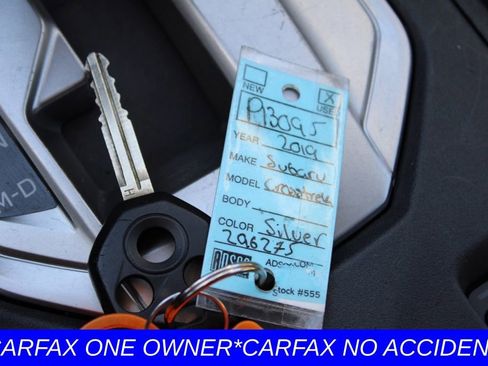 NEW
X
USED
P13095
YEAR 2019
MAKE Subaru
MODEL Crosstrek
BODY
COLOR Silver
296275
Stock #555
M-D
H
CARFAX ONE OWNER*CARFAX NO ACCIDEN